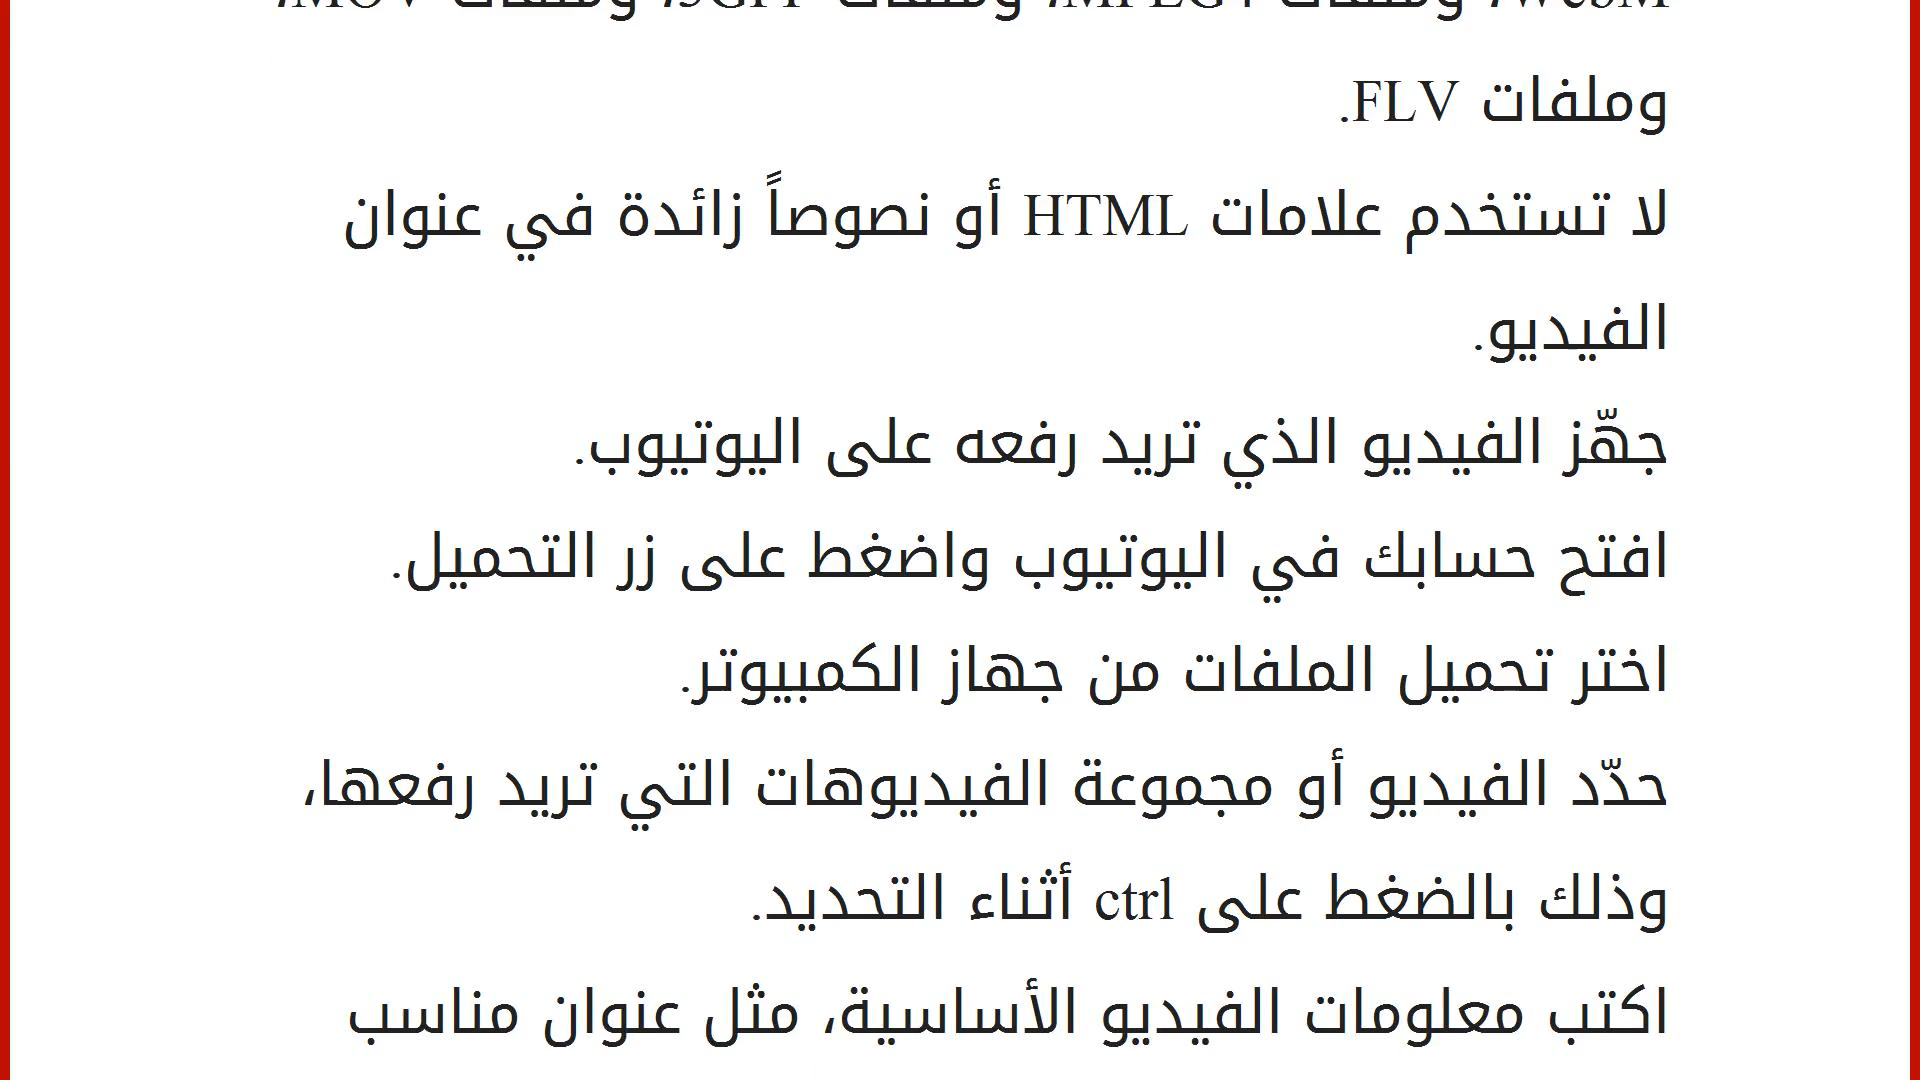 وملفات FLV.
لا تستخدم علامات HTML أو نصوصاً زائدة في عنوان
الفيديو.
جهّز الفيديو الذي تريد رفعه على اليوتيوب.
افتح حسابك في اليوتيوب واضغط على زر التحميل.
اختر تحميل الملفات من جهاز الكمبيوتر.
حدّد الفيديو أو مجموعة الفيديوهات التي تريد رفعها،
وذلك بالضغط على ctrl أثناء التحديد.
اكتب معلومات الفيديو الأساسية، مثل عنوان مناسب